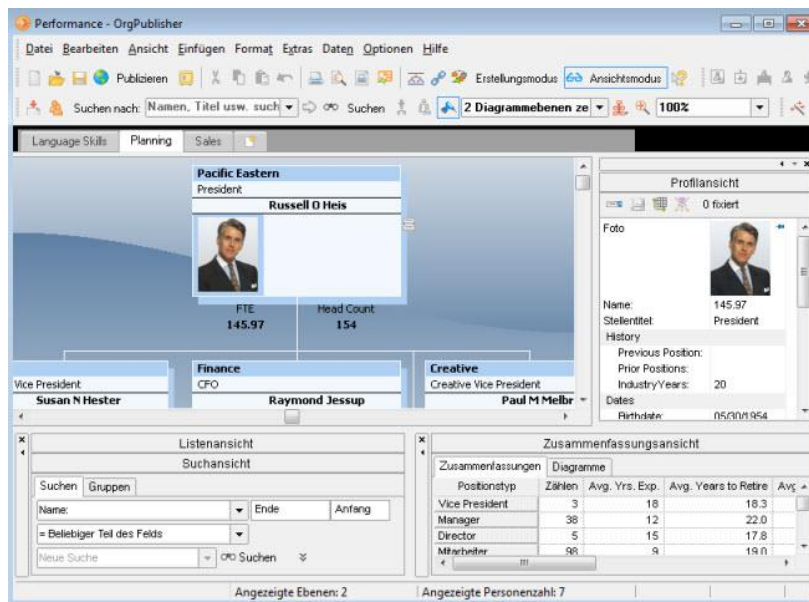 Performance - OrgPublisher
Datei Bearbeiten Ansicht Einfügen Format Extras Daten Optionen Hilfe
Publizieren Erstellungsmodus Ansichtsmodus
Suchen nach: Namen, Titel usw. such Suchen 2 Diagrammebenen ze 100%
Language Skills Planning Sales
Pacific Eastern
President
Russell O Heis
FTE Head Count
145.97 154
Vice President
Susan N Hester
Finance
CFO
Raymond Jessup
Creative
Creative Vice President
Paul M Melbr
Profilansicht
0 fixiert
Foto
Name: 145.97
Stellentitel: President
History
Previous Position:
Prior Positions:
IndustryYears: 20
Dates
Birthdate: 05/30/1954
Listenansicht
Suchansicht
Suchen Gruppen
Name: Ende Anfang
= Beliebiger Teil des Felds
Neue Suche Suchen
Zusammenfassungsansicht
Zusammenfassungen Diagramme
Positionstyp Zählen Avg. Yrs. Exp. Avg. Years to Retire Avg
Vice President 3 18 18.3
Manager 38 12 22.0
Director 5 15 17.8
Mitarbeiter 98 9 19.0
Angezeigte Ebenen: 2 Angezeigte Personenzahl: 7